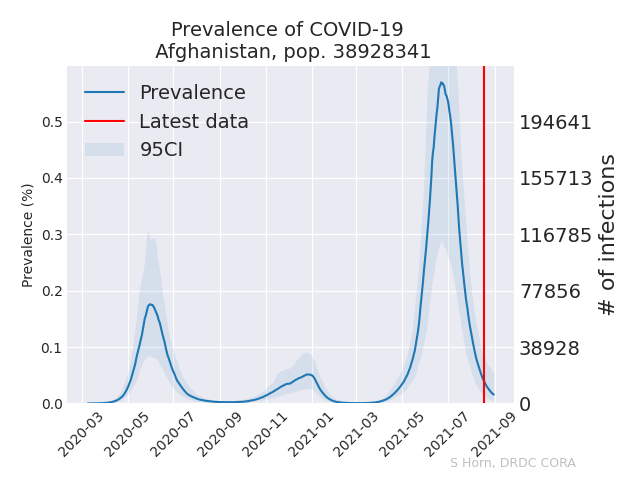 Prevalence of COVID-19
Afghanistan, pop. 38928341
Prevalence
Latest data
95CI
Prevalence (%)
0.5
0.4
0.3
0.2
0.1
0.0
194641
155713
116785
77856
38928
0
# of infections
2020-03
2020-05
2020-07
2020-09
2020-11
2021-01
2021-03
2021-05
2021-07
2021-09
S Horn, DRDC CORA